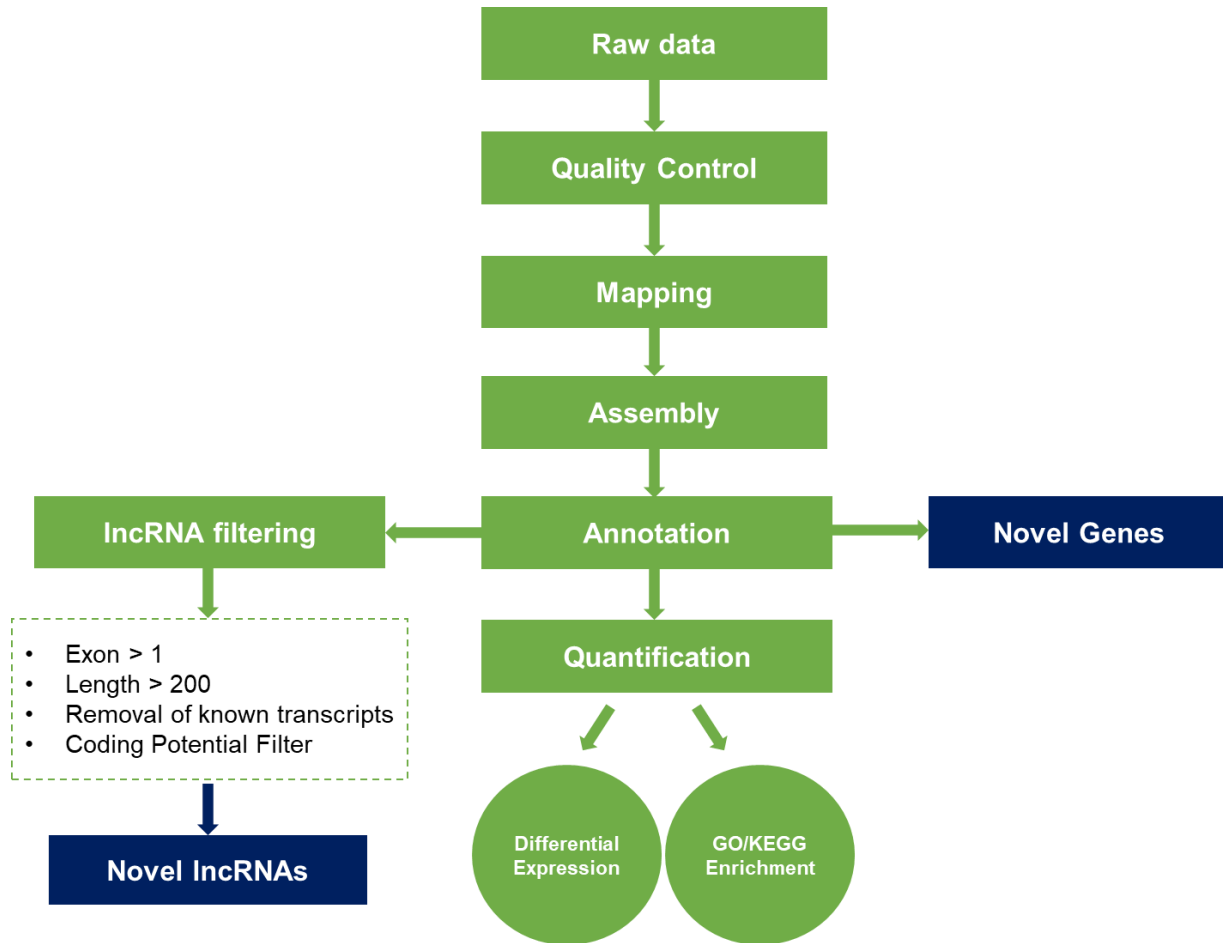 Raw data
Quality Control
Mapping
Assembly
lncRNA filtering
Annotation
Novel Genes
• Exon > 1
• Length > 200
• Removal of known transcripts
• Coding Potential Filter
Quantification
Novel lncRNAs
Differential
Expression
GO/KEGG
Enrichment